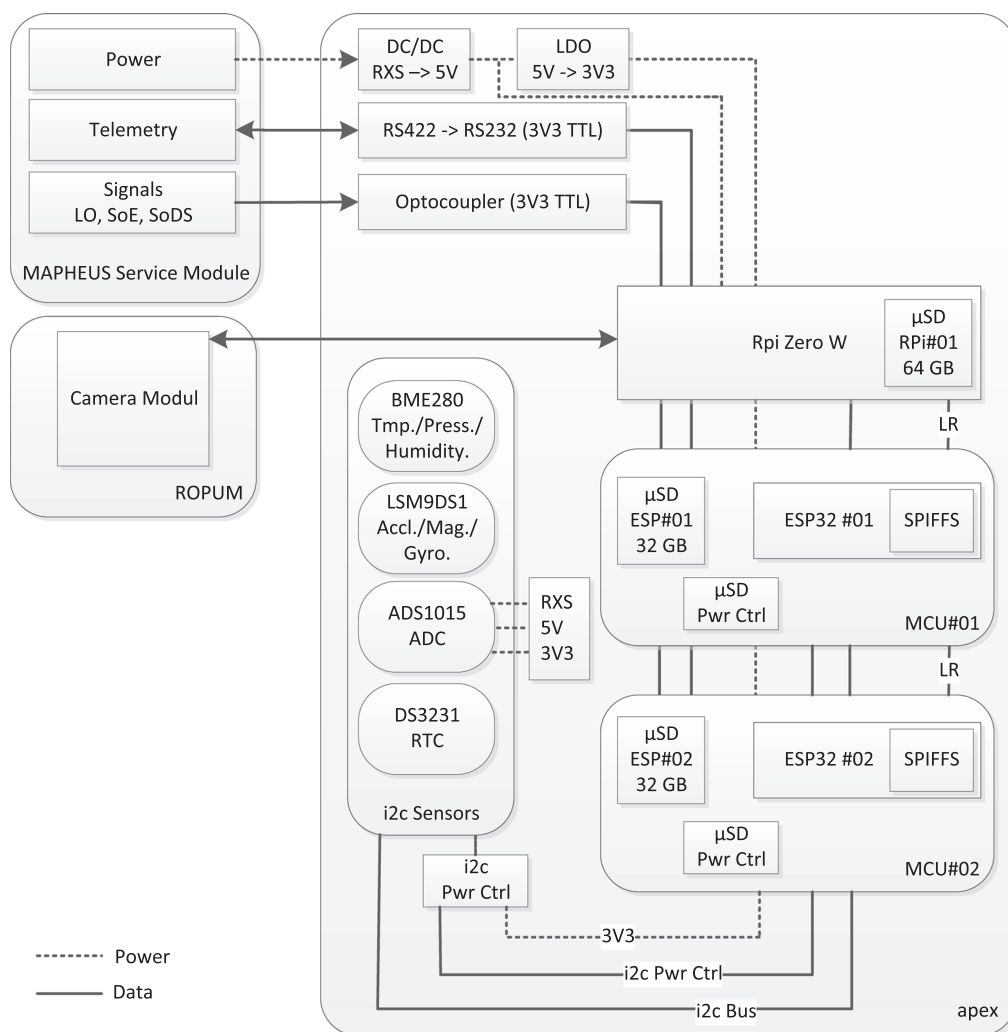 Power
Telemetry
Signals
LO, SoE, SoDS
MAPHEUS Service Module
Camera Modul
ROPUM
DC/DC
RXS –> 5V
LDO
5V -> 3V3
RS422 -> RS232 (3V3 TTL)
Optocoupler (3V3 TTL)
Rpi Zero W
µSD
RPi#01
64 GB
LR
BME280
Tmp./Press./
Humidity.
LSM9DS1
Accl./Mag./
Gyro.
ADS1015
ADC
RXS
5V
3V3
DS3231
RTC
i2c Sensors
i2c
Pwr Ctrl
µSD
ESP#01
32 GB
ESP32 #01
SPIFFS
µSD
Pwr Ctrl
MCU#01
LR
µSD
ESP#02
32 GB
ESP32 #02
SPIFFS
µSD
Pwr Ctrl
MCU#02
3V3
i2c Pwr Ctrl
i2c Bus
apex
Power
Data